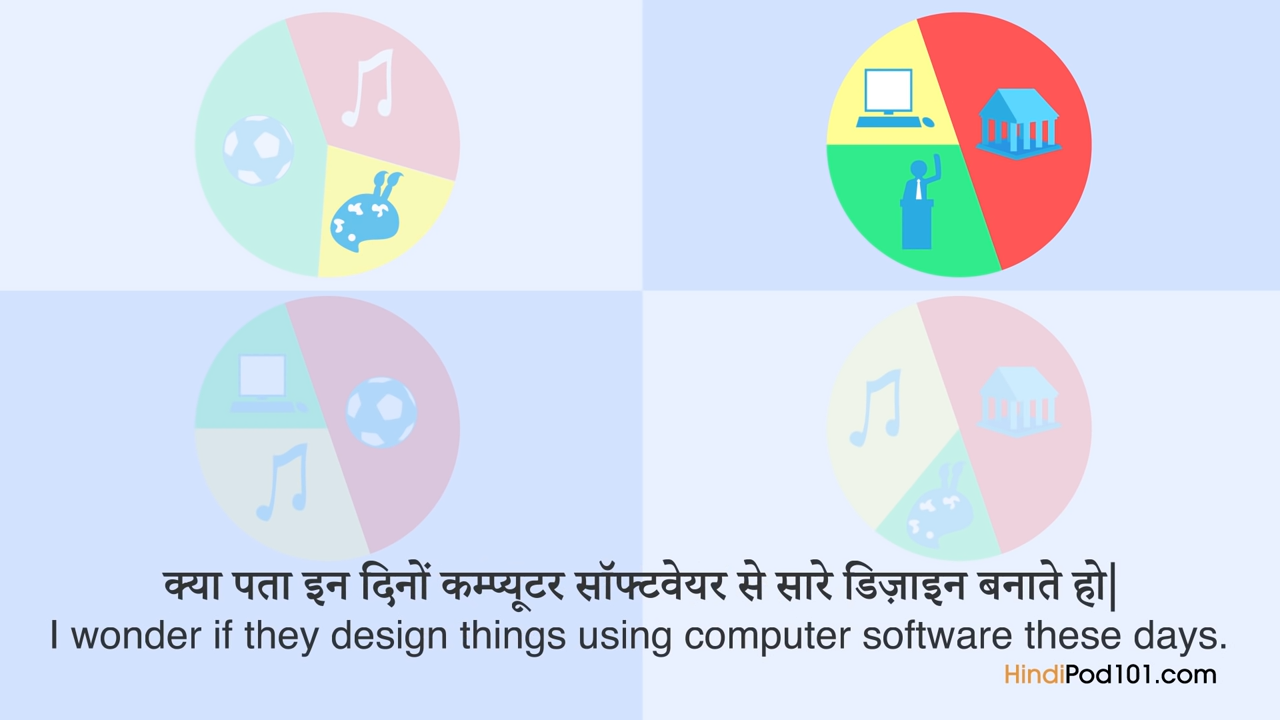 क्या पता इन दिनों कम्प्यूटर सॉफ्टवेयर से सारे डिज़ाइन बनाते हो|
I wonder if they design things using computer software these days.
HindiPod101.com